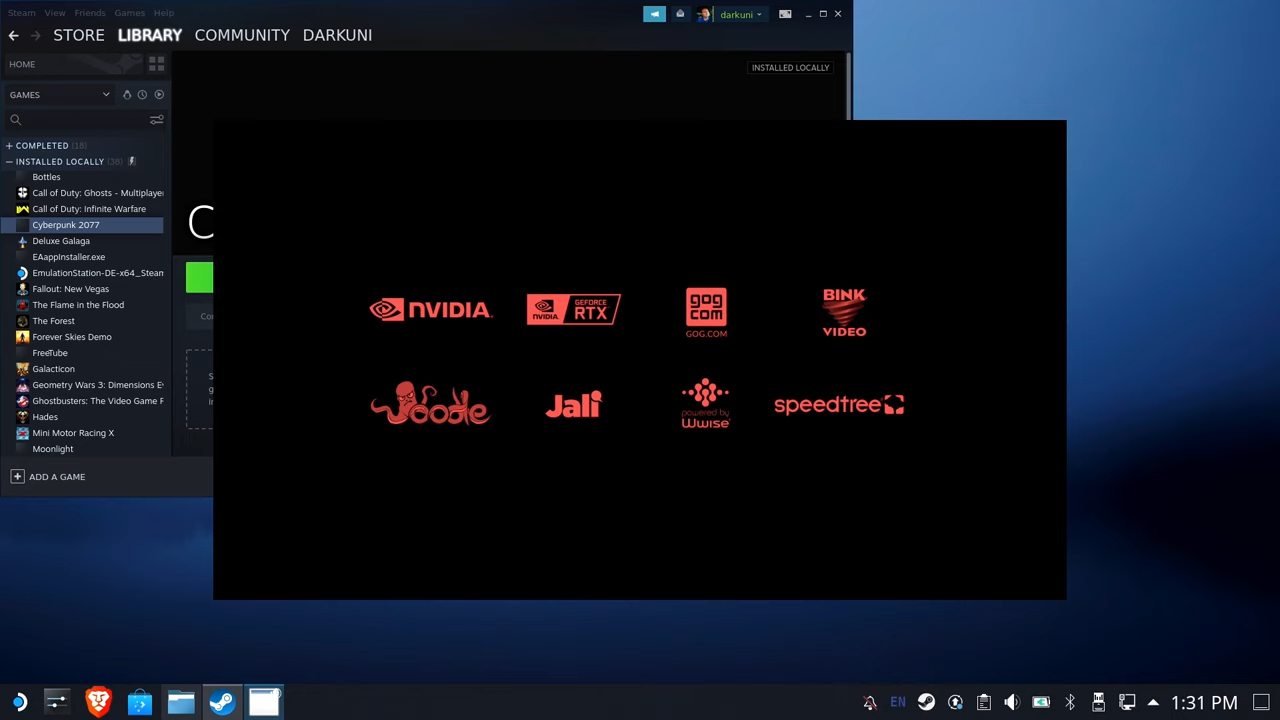 Steam View Friends Games Help
darkuni
STORE LIBRARY COMMUNITY DARKUNI
HOME
INSTALLED LOCALLY
GAMES
COMPLETED (18)
INSTALLED LOCALLY (38)
Bottles
Call of Duty: Ghosts - Multiplayer
Call of Duty: Infinite Warfare
Cyberpunk 2077
C
Deluxe Galaga
EAappInstaller.exe
EmulationStation-DE-x64_Steam
Fallout: New Vegas
The Flame in the Flood
The Forest
Forever Skies Demo
FreeTube
Galacticon
Geometry Wars 3: Dimensions E
Ghostbusters: The Video Game R
Hades
Mini Motor Racing X
Moonlight
ADD A GAME
NVIDIA
NVIDIA GEFORCE RTX
gog com
GOG.COM
BINK
VIDEO
oodle
Jali
powered by
Wwise
speedtree
EN
1:31 PM